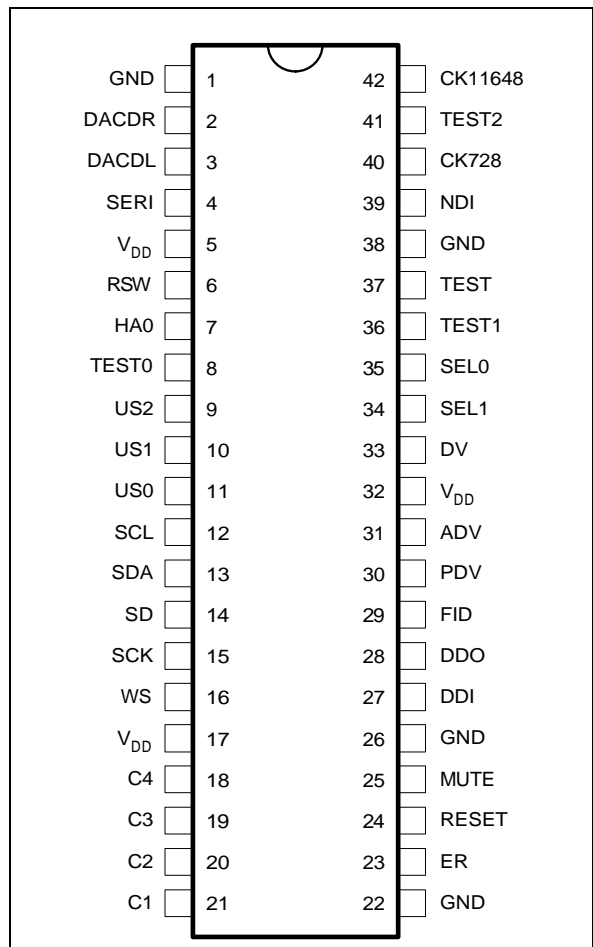 GND 1 42 CK11648
DACDR 2 41 TEST2
DACDL 3 40 CK728
SERI 4 39 NDI
VDD 5 38 GND
RSW 6 37 TEST
HA0 7 36 TEST1
TEST0 8 35 SEL0
US2 9 34 SEL1
US1 10 33 DV
US0 11 32 VDD
SCL 12 31 ADV
SDA 13 30 PDV
SD 14 29 FID
SCK 15 28 DDO
WS 16 27 DDI
VDD 17 26 GND
C4 18 25 MUTE
C3 19 24 RESET
C2 20 23 ER
C1 21 22 GND